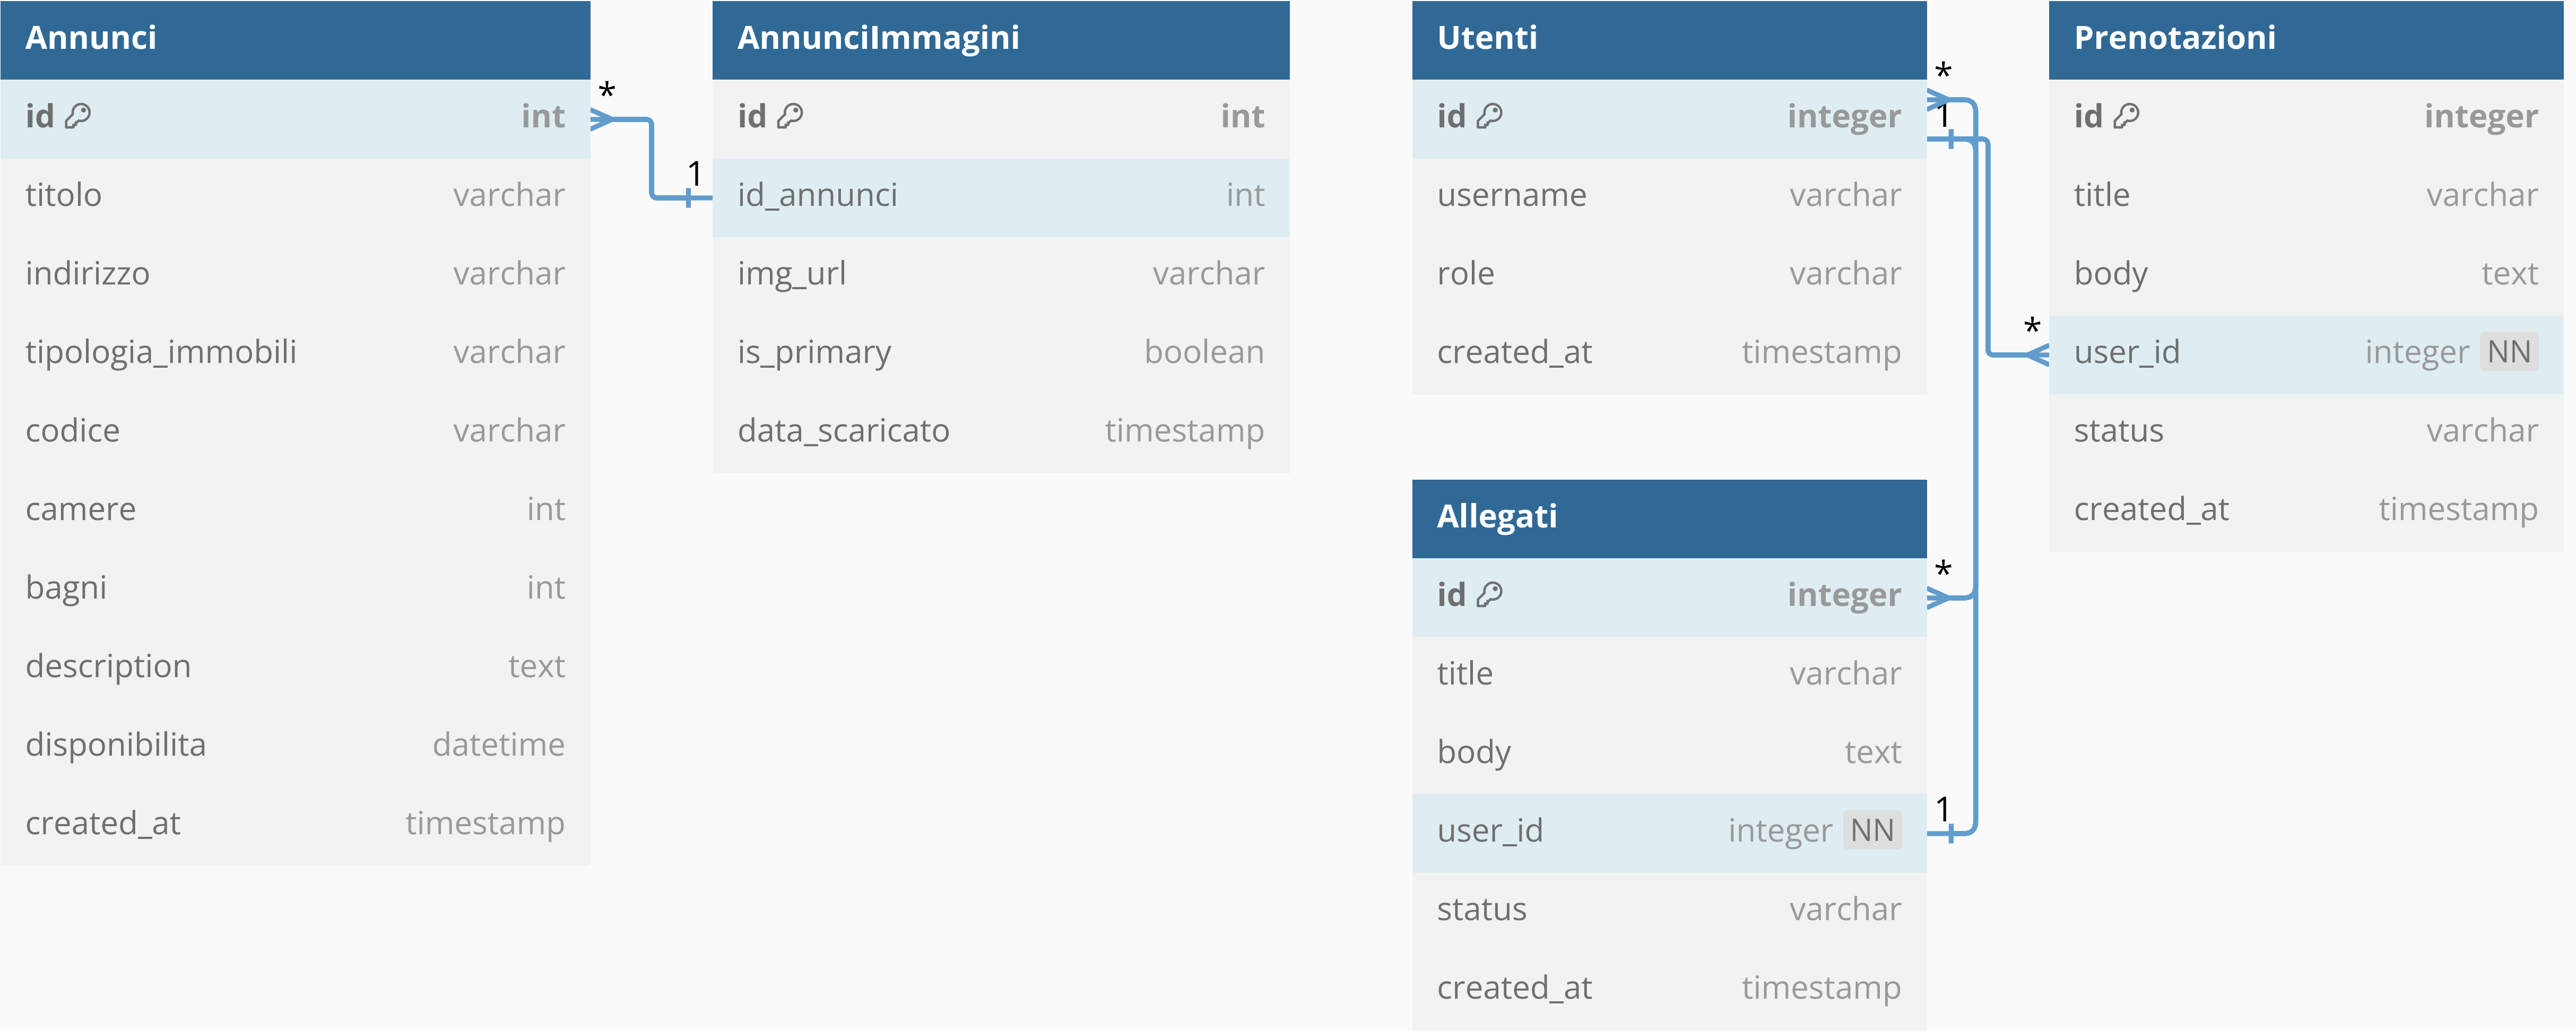 Annunci
id int
titolo varchar
indirizzo varchar
tipologia_immobili varchar
codice varchar
camere int
bagni int
description text
disponibilita datetime
created_at timestamp
*
1
AnnunciImmagini
id int
id_annunci int
img_url varchar
is_primary boolean
data_scaricato timestamp
Utenti
id integer
username varchar
role varchar
created_at timestamp
*
1
*
Prenotazioni
id integer
title varchar
body text
user_id integer NN
status varchar
created_at timestamp
Allegati
id integer
title varchar
body text
user_id integer NN
status varchar
created_at timestamp
*
1